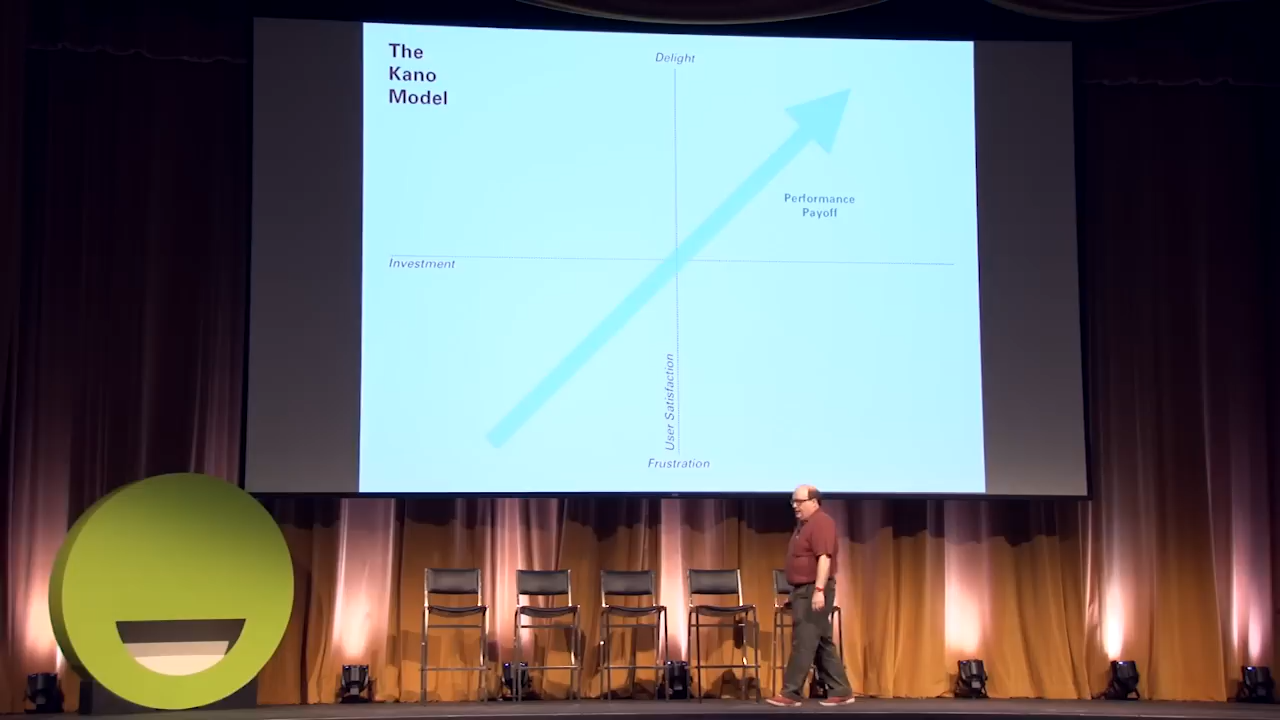 The
Kano
Model
Delight
Performance
Payoff
Investment
User Satisfaction
Frustration